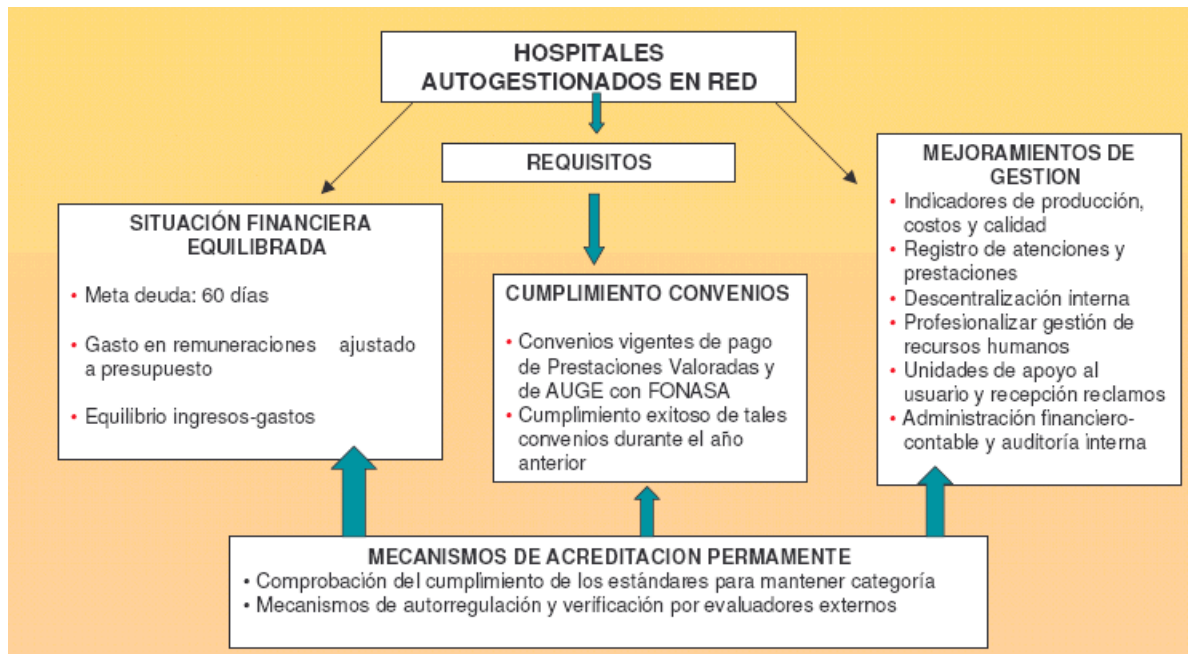 HOSPITALES
AUTOGESTIONADOS EN RED
REQUISITOS
SITUACIÓN FINANCIERA
EQUILIBRADA
• Meta deuda: 60 días
• Gasto en remuneraciones ajustado
a presupuesto
• Equilibrio ingresos-gastos
CUMPLIMIENTO CONVENIOS
• Convenios vigentes de pago
de Prestaciones Valoradas y
de AUGE con FONASA
• Cumplimiento exitoso de tales
convenios durante el año
anterior
MEJORAMIENTOS DE
GESTION
• Indicadores de producción,
costos y calidad
• Registro de atenciones y
prestaciones
• Descentralización interna
• Profesionalizar gestión de
recursos humanos
• Unidades de apoyo al
usuario y recepción reclamos
• Administración financiero-
contable y auditoría interna
MECANISMOS DE ACREDITACION PERMAMENTE
• Comprobación del cumplimiento de los estándares para mantener categoría
• Mecanismos de autorregulación y verificación por evaluadores externos